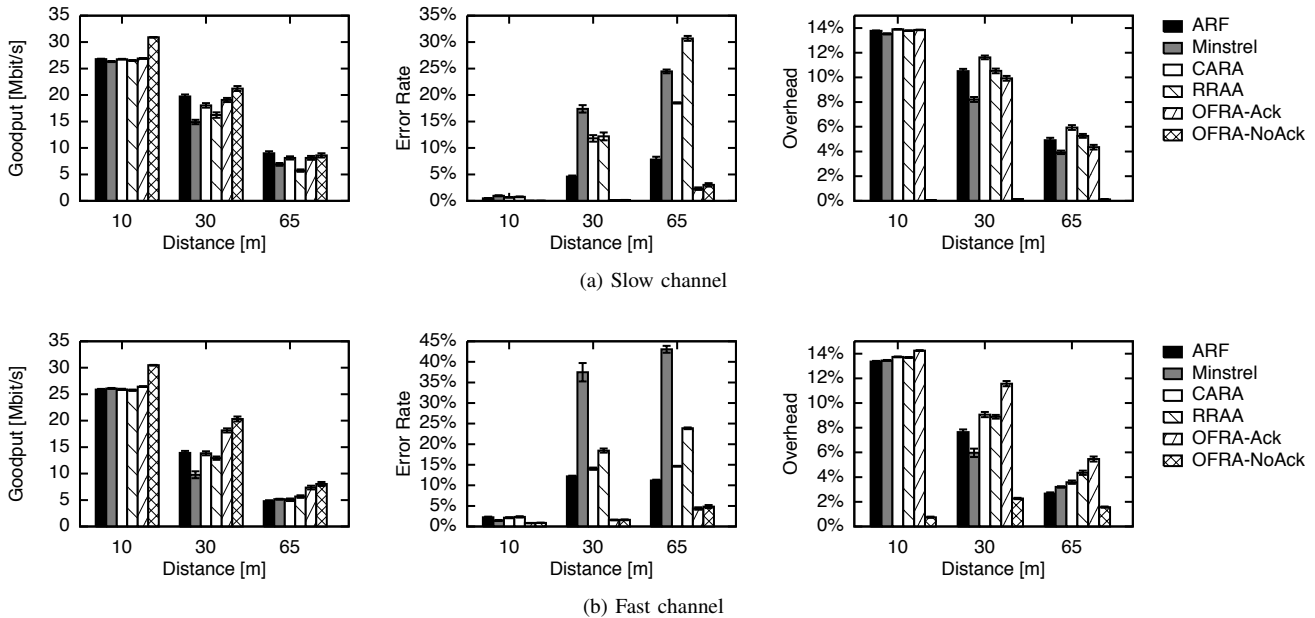 35
30
25
20
15
10
5
0
Goodput [Mbit/s]
10 30 65
Distance [m]
35%
30%
25%
20%
15%
10%
5%
0%
Error Rate
10 30 65
Distance [m]
14%
12%
10%
8%
6%
4%
2%
0%
Overhead
10 30 65
Distance [m]
ARF
Minstrel
CARA
RRAA
OFRA-Ack
OFRA-NoAck
(a) Slow channel
35
30
25
20
15
10
5
0
Goodput [Mbit/s]
10 30 65
Distance [m]
45%
40%
35%
30%
25%
20%
15%
10%
5%
0%
Error Rate
10 30 65
Distance [m]
14%
12%
10%
8%
6%
4%
2%
0%
Overhead
10 30 65
Distance [m]
ARF
Minstrel
CARA
RRAA
OFRA-Ack
OFRA-NoAck
(b) Fast channel